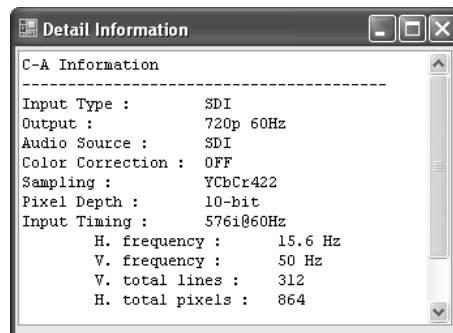 Detail Information
C-A Information
----------------------------------------
Input Type : SDI
Output : 720p 60Hz
Audio Source : SDI
Color Correction : OFF
Sampling : YCbCr422
Pixel Depth : 10-bit
Input Timing : 576i@60Hz
H. frequency : 15.6 Hz
V. frequency : 50 Hz
V. total lines : 312
H. total pixels : 864